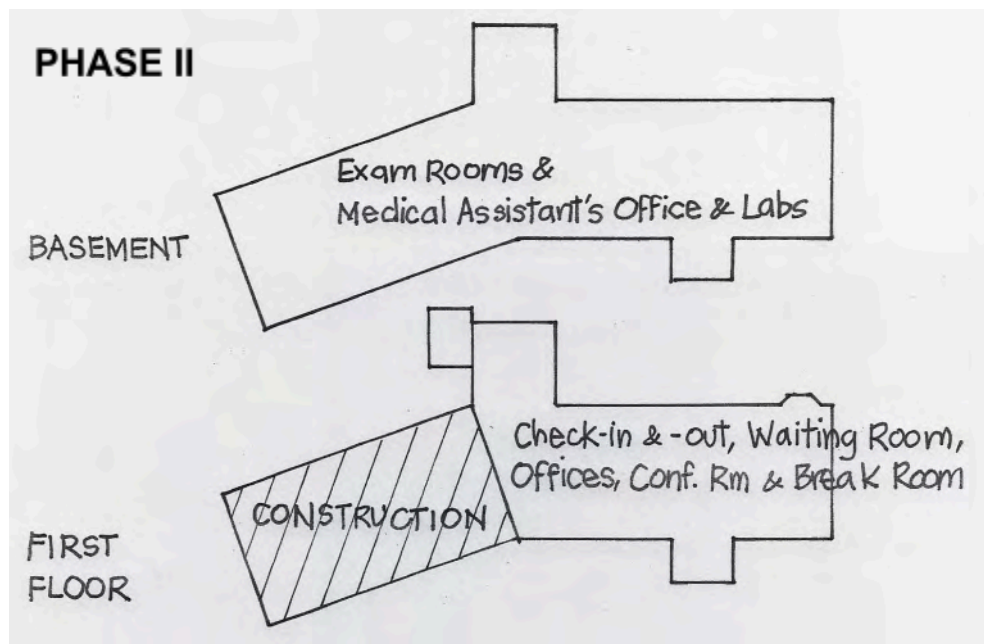 PHASE II
Exam Rooms &
Medical Assistant's Office & Labs
BASEMENT
Check-in & -out, Waiting Room,
Offices, Conf. Rm & Break Room
CONSTRUCTION
FIRST
FLOOR